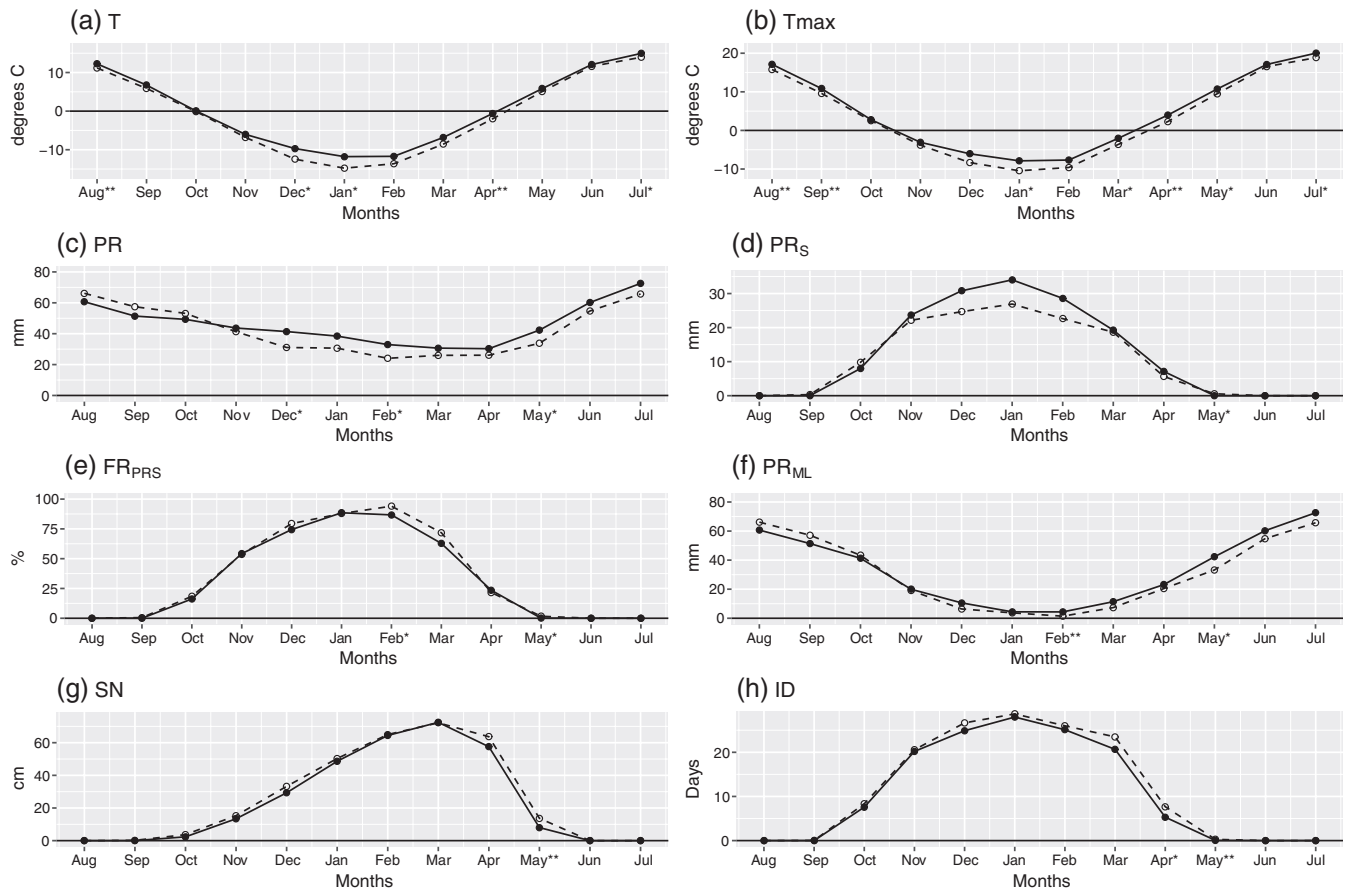 (a) T
degrees C
10
0
−10
Aug** Sep Oct Nov Dec* Jan* Feb Mar Apr** May Jun Jul*
Months
(b) Tmax
degrees C
20
10
0
−10
Aug** Sep** Oct Nov Dec Jan* Feb Mar* Apr** May* Jun Jul*
Months
(c) PR
mm
80
60
40
20
0
Aug Sep Oct Nov Dec* Jan Feb* Mar Apr May* Jun Jul
Months
(d) PRS
mm
30
20
10
0
Aug Sep Oct Nov Dec Jan Feb Mar Apr May* Jun Jul
Months
(e) FRPRS
%
100
75
50
25
0
Aug Sep Oct Nov Dec Jan Feb* Mar Apr May* Jun Jul
Months
(f) PRML
mm
80
60
40
20
0
Aug Sep Oct Nov Dec Jan Feb** Mar Apr May* Jun Jul
Months
(g) SN
cm
60
40
20
0
Aug Sep Oct Nov Dec Jan Feb Mar Apr May** Jun Jul
Months
(h) ID
Days
20
10
0
Aug Sep Oct Nov Dec Jan Feb Mar Apr* May** Jun Jul
Months